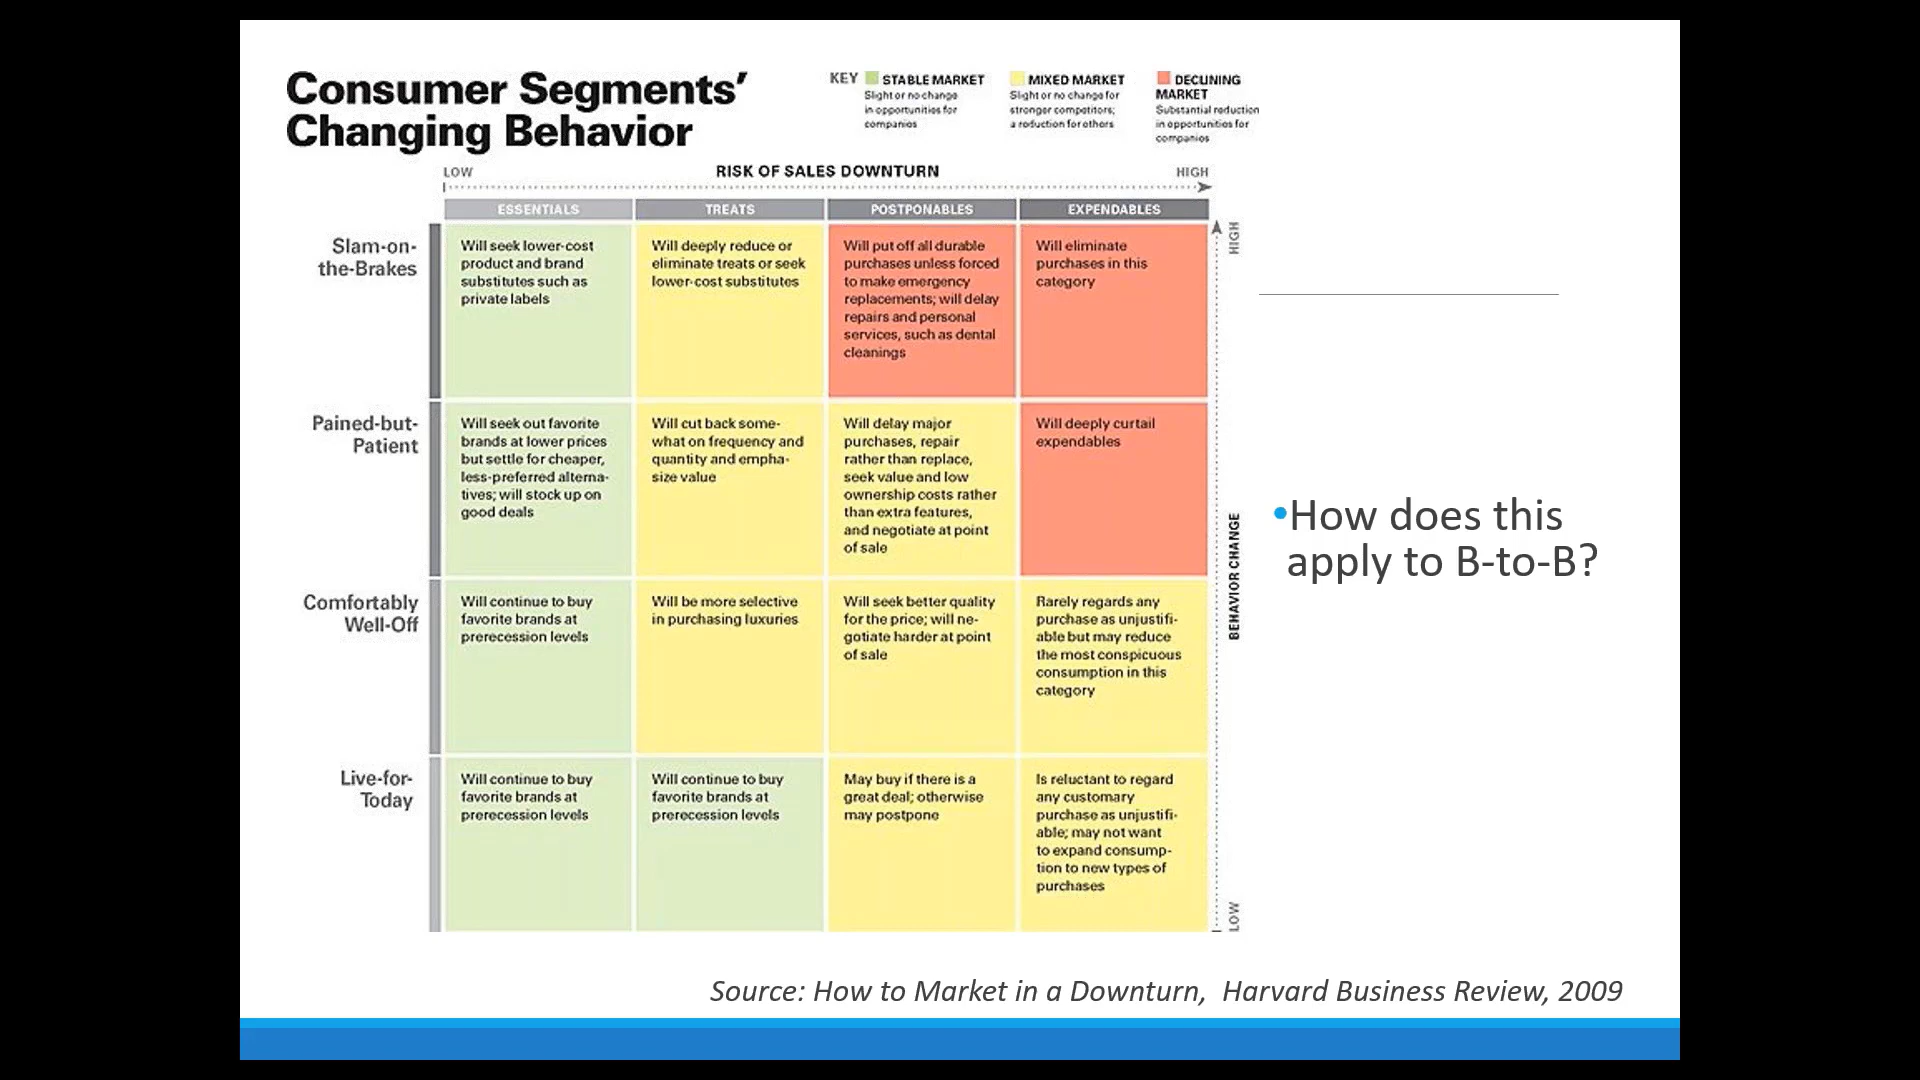 Consumer Segments'
Changing Behavior
KEY
STABLE MARKET
Slight or no change
in opportunities for
companies
MIXED MARKET
Slight or no change for
stronger competitors;
a reduction for others
DECLINING
MARKET
Substantial reduction
in opportunities for
companies
LOW
RISK OF SALES DOWNTURN
HIGH
ESSENTIALS
TREATS
POSTPONABLES
EXPENDABLES
Slam-on-
the-Brakes
Will seek lower-cost
product and brand
substitutes such as
private labels
Will deeply reduce or
eliminate treats or seek
lower-cost substitutes
Will put off all durable
purchases unless forced
to make emergency
replacements; will delay
repairs and personal
services, such as dental
cleanings
Will eliminate
purchases in this
category
Pained-but-
Patient
Will seek out favorite
brands at lower prices
but settle for cheaper,
less-preferred alterna-
tives; will stock up on
good deals
Will cut back some-
what on frequency and
quantity and empha-
size value
Will delay major
purchases, repair
rather than replace,
seek value and low
ownership costs rather
than extra features,
and negotiate at point
of sale
Will deeply curtail
expendables
Comfortably
Well-Off
Will continue to buy
favorite brands at
prerecession levels
Will be more selective
in purchasing luxuries
Will seek better quality
for the price; will ne-
gotiate harder at point
of sale
Rarely regards any
purchase as unjustifi-
able but may reduce
the most conspicuous
consumption in this
category
Live-for-
Today
Will continue to buy
favorite brands at
prerecession levels
Will continue to buy
favorite brands at
prerecession levels
May buy if there is a
great deal; otherwise
may postpone
Is reluctant to regard
any customary
purchase as unjustifi-
able; may not want
to expand consump-
tion to new types of
purchases
HIGH
BEHAVIOR CHANGE
LOW
•How does this
apply to B-to-B?
Source: How to Market in a Downturn, Harvard Business Review, 2009